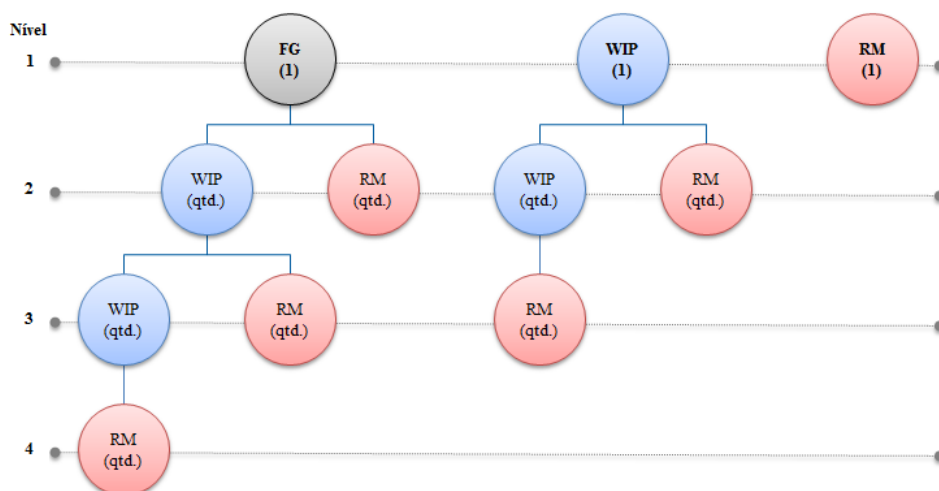 Nível
1
FG
(1)
WIP
(1)
RM
(1)
2
WIP
(qtd.)
RM
(qtd.)
WIP
(qtd.)
RM
(qtd.)
3
WIP
(qtd.)
RM
(qtd.)
RM
(qtd.)
4
RM
(qtd.)